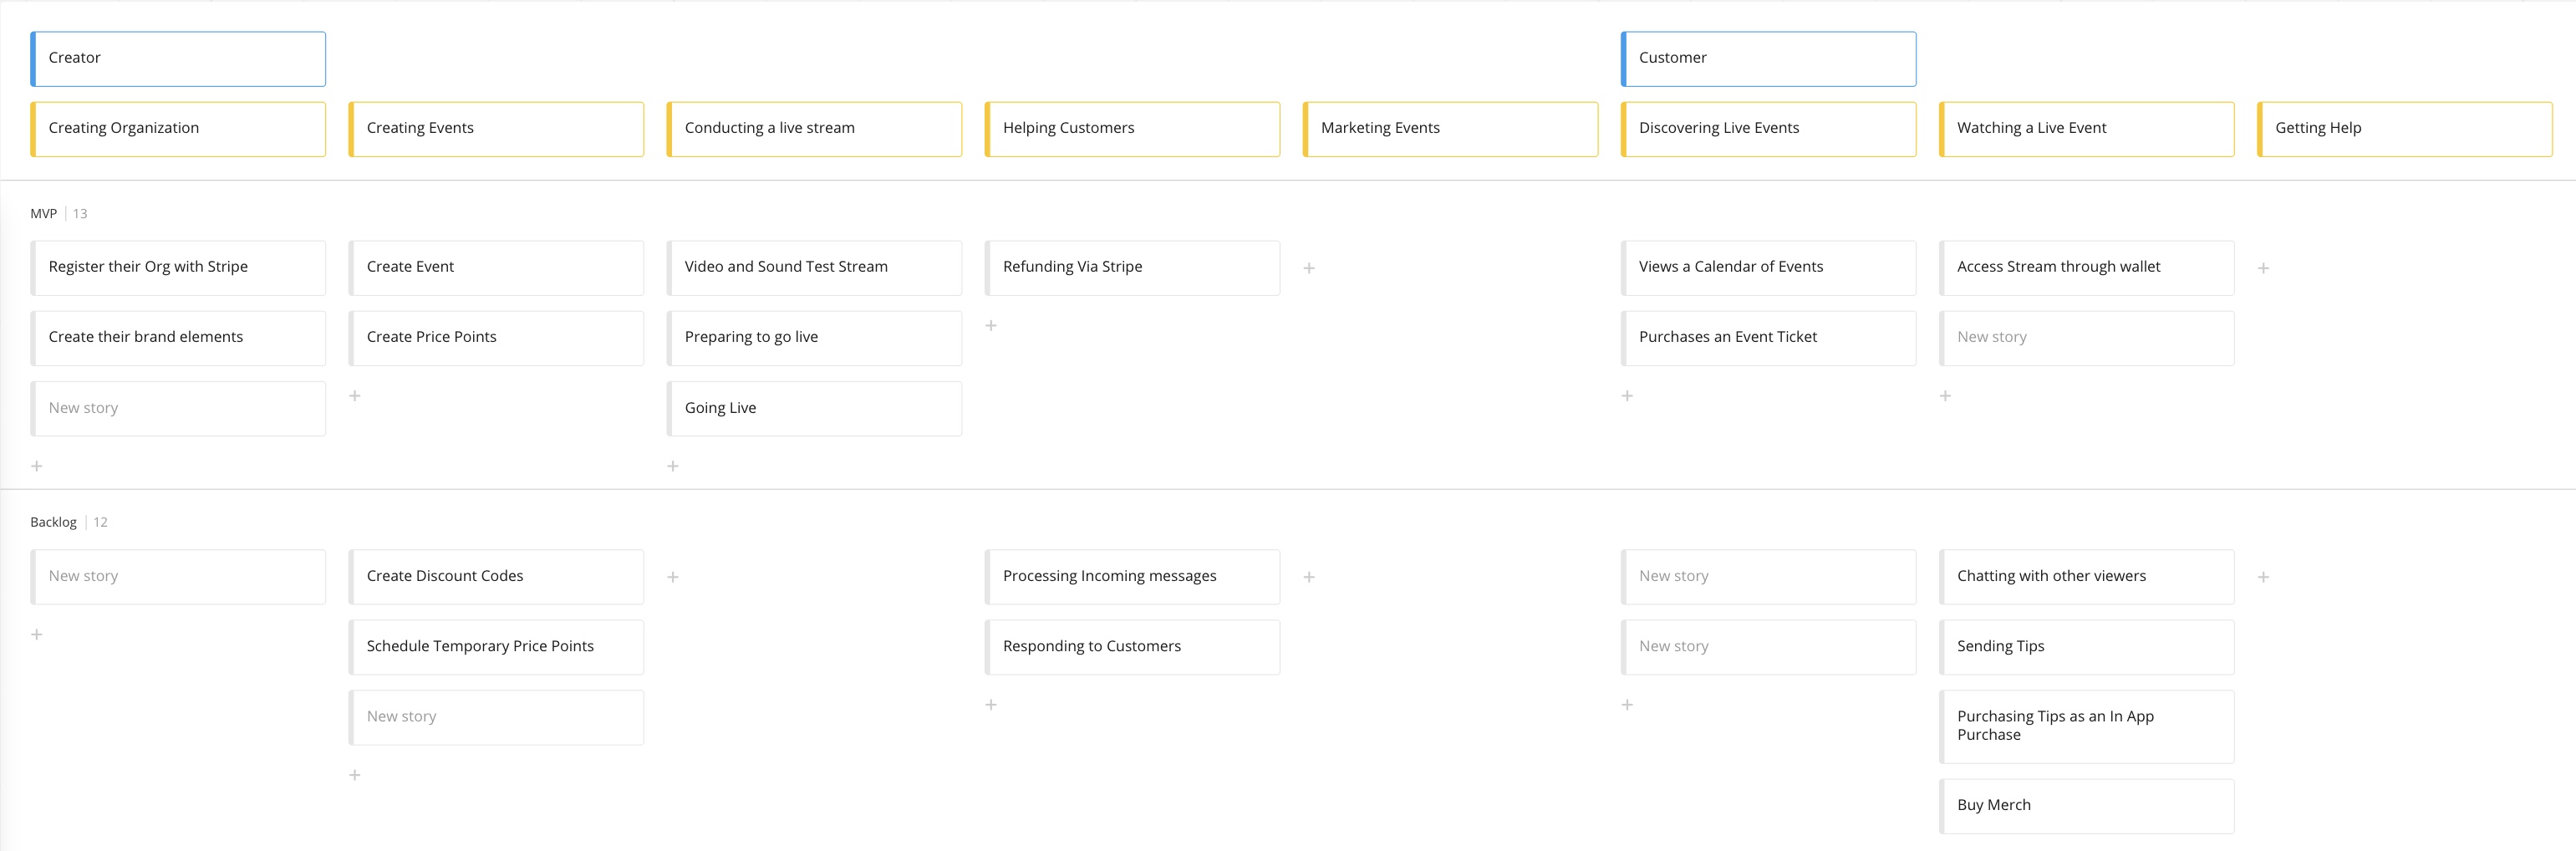 Creator
Customer
Creating Organization
Creating Events
Conducting a live stream
Helping Customers
Marketing Events
Discovering Live Events
Watching a Live Event
Getting Help
MVP | 13
Register their Org with Stripe
Create Event
Video and Sound Test Stream
Refunding Via Stripe
+
Views a Calendar of Events
Access Stream through wallet
+
Create their brand elements
Create Price Points
Preparing to go live
+
Purchases an Event Ticket
New story
New story
+
Going Live
+
+
+
+
Backlog | 12
New story
Create Discount Codes
+
Processing Incoming messages
+
New story
Chatting with other viewers
+
+
Schedule Temporary Price Points
Responding to Customers
New story
Sending Tips
New story
+
+
Purchasing Tips as an In App
Purchase
+
Buy Merch